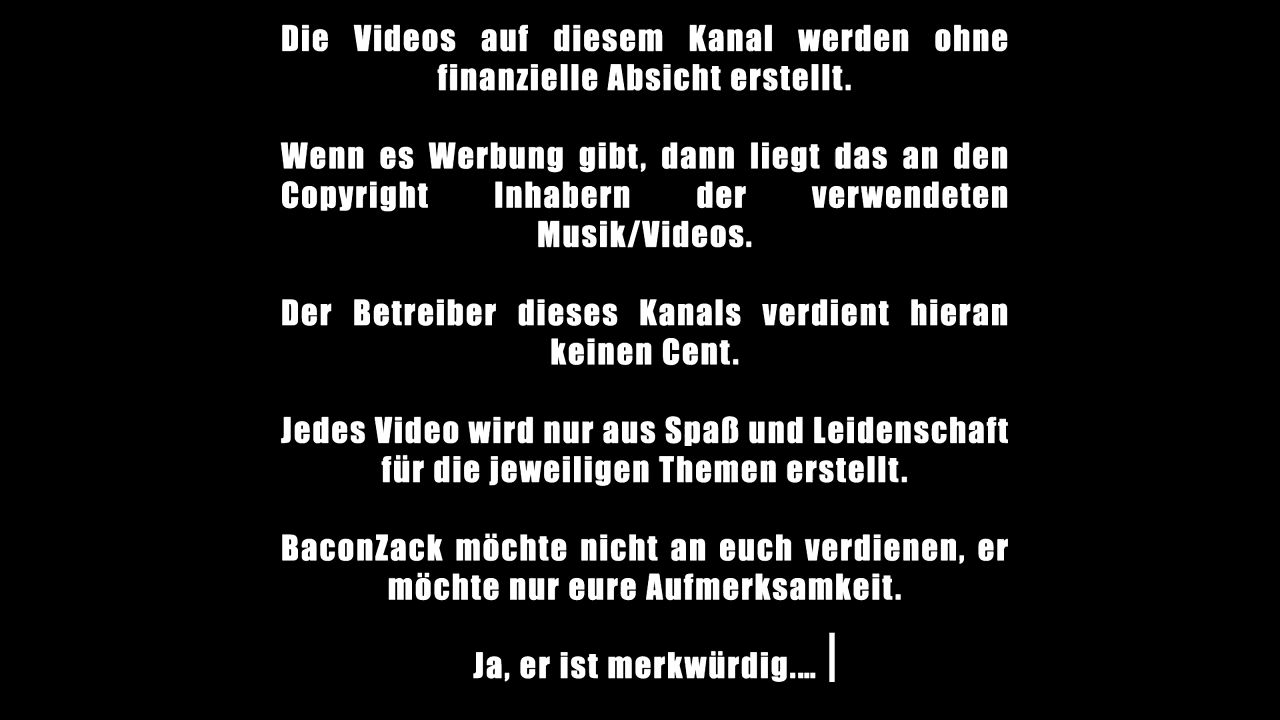 Die Videos auf diesem Kanal werden ohne
finanzielle Absicht erstellt.
Wenn es Werbung gibt, dann liegt das an den
Copyright Inhabern der verwendeten
Musik/Videos.
Der Betreiber dieses Kanals verdient hieran
keinen Cent.
Jedes Video wird nur aus Spaß und Leidenschaft
für die jeweiligen Themen erstellt.
BaconZack möchte nicht an euch verdienen, er
möchte nur eure Aufmerksamkeit.
Ja, er ist merkwürdig....